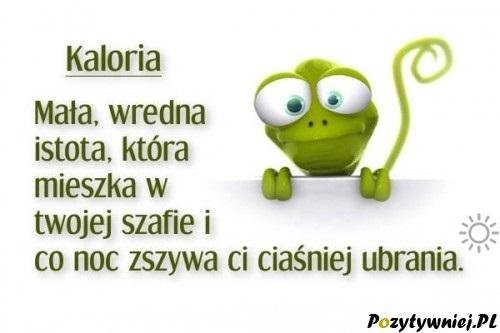 Kaloria
Mała, wredna
istota, która
mieszka w
twojej szafie i
co noc zszywa ci ciaśniej ubrania.
Pozytywniej.PL